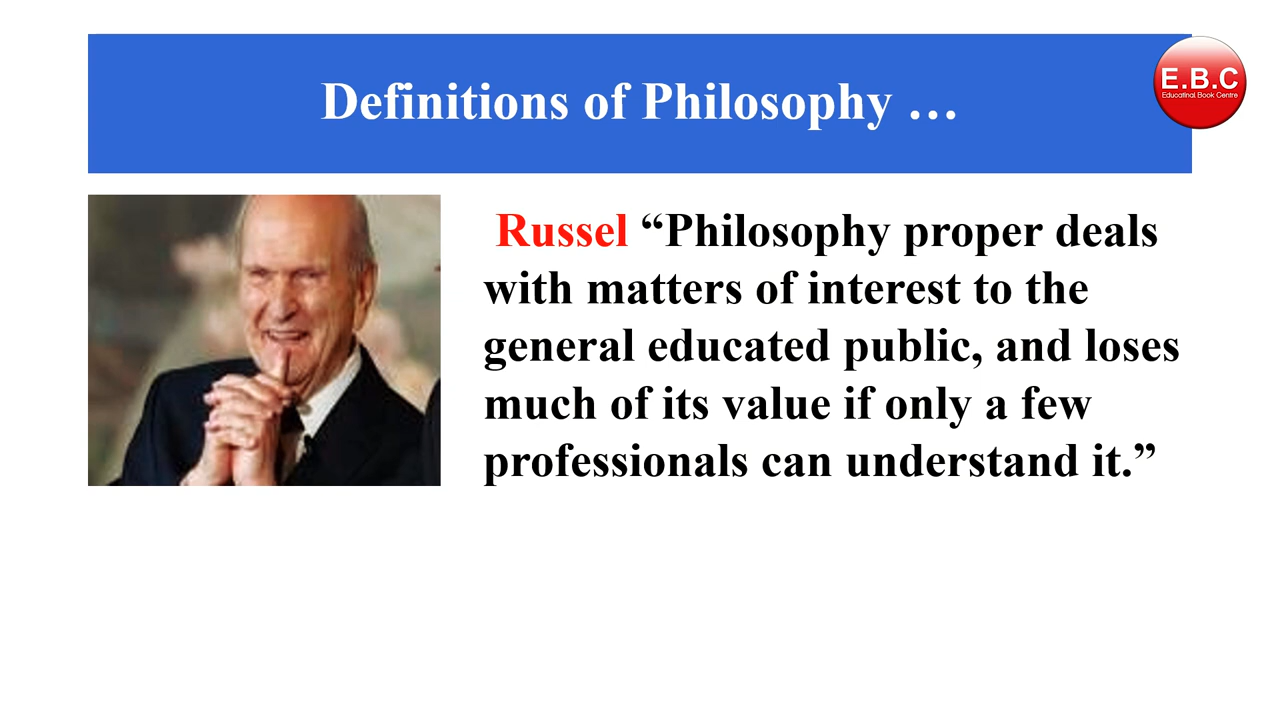 Definitions of Philosophy …
E.B.C
Educatinal Book Centre
Russel “Philosophy proper deals
with matters of interest to the
general educated public, and loses
much of its value if only a few
professionals can understand it.”